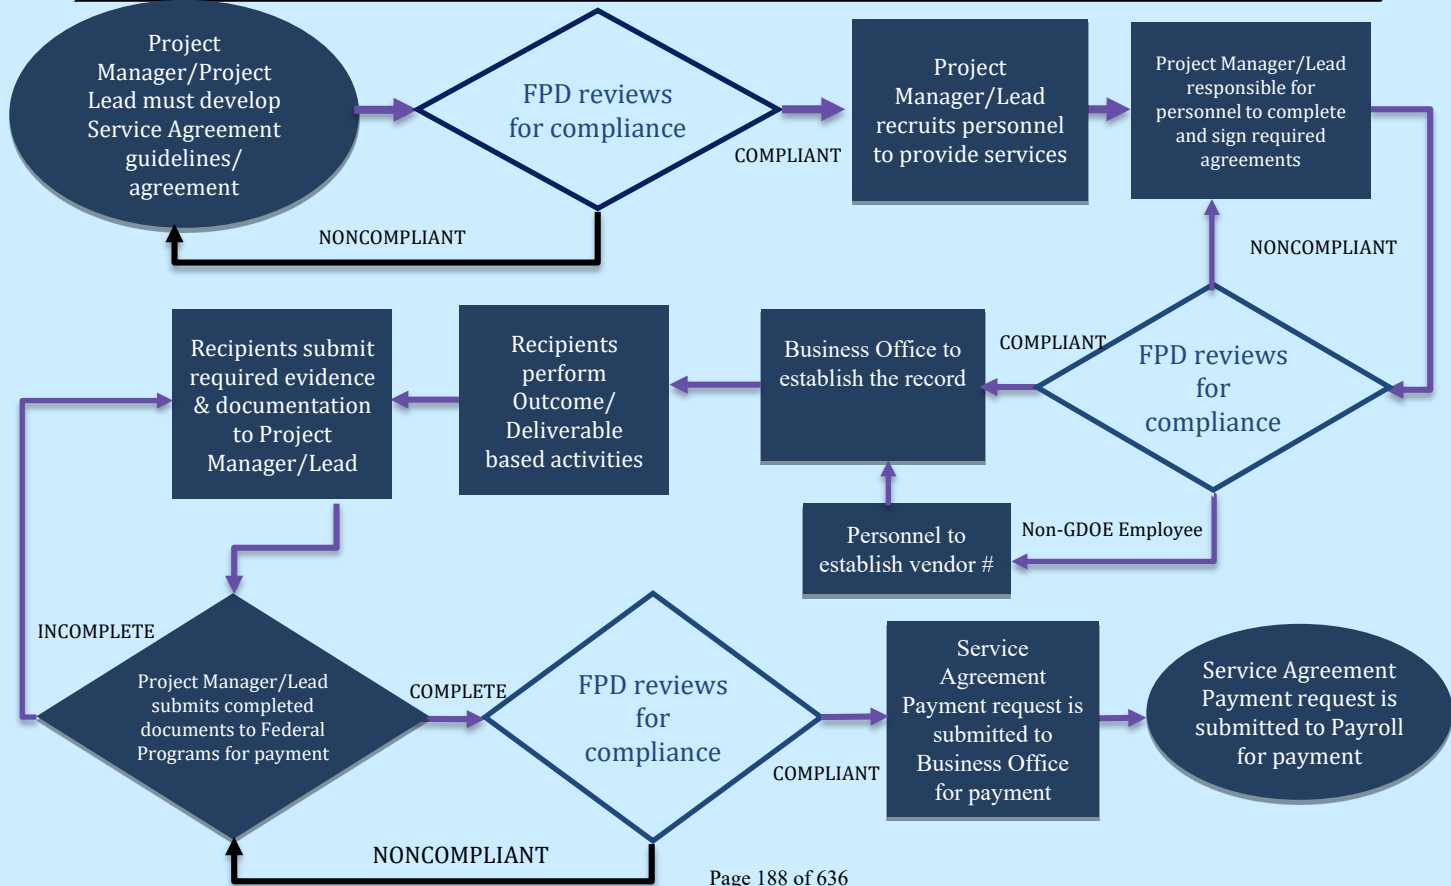 Project
Manager/Project
Lead must develop
Service Agreement
guidelines/
agreement
FPD reviews
for compliance
COMPLIANT
NONCOMPLIANT
Project
Manager/Lead
recruits personnel
to provide services
Project Manager/Lead
responsible for
personnel to complete
and sign required
agreements
NONCOMPLIANT
FPD reviews
for
compliance
COMPLIANT
Non-GDOE Employee
Personnel to
establish vendor #
Business Office to
establish the record
Recipients
perform
Outcome/
Deliverable
based activities
Recipients submit
required evidence
& documentation
to Project
Manager/Lead
INCOMPLETE
Project Manager/Lead
submits completed
documents to Federal
Programs for payment
COMPLETE
FPD reviews
for
compliance
NONCOMPLIANT
COMPLIANT
Service
Agreement
Payment request is
submitted to
Business Office
for payment
Service Agreement
Payment request is
submitted to Payroll
for payment
Page 188 of 636